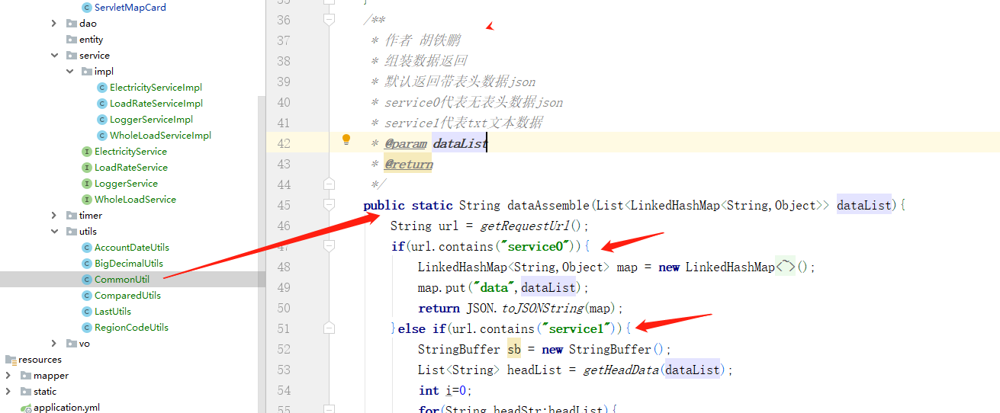 ServletMapCard
dao
entity
service
impl
ElectricityServiceImpl
LoadRateServiceImpl
LoggerServiceImpl
WholeLoadServiceImpl
ElectricityService
LoadRateService
LoggerService
WholeLoadService
timer
utils
AccountDateUtils
BigDecimalUtils
CommonUtil
ComparedUtils
LastUtils
RegionCodeUtils
vo
resources
mapper
static
application.yml
35 }
36 /**
37 * 作者 胡铁鹏
38 * 组装数据返回
39 * 默认返回带表头数据json
40 * service0代表无表头数据json
41 * service1代表txt文本数据
42 * @param dataList
43 * @return
44 */
45 public static String dataAssemble(List<LinkedHashMap<String,Object>> dataList){
46 String url = getRequestUrl();
47 if(url.contains("service0")){
48 LinkedHashMap<String,Object> map = new LinkedHashMap<~>();
49 map.put("data",dataList);
50 return JSON.toJSONString(map);
51 }else if(url.contains("service1")){
52 StringBuffer sb = new StringBuffer();
53 List<String> headList = getHeadData(dataList);
54 int i=0;
55 for(String headStr:headList){